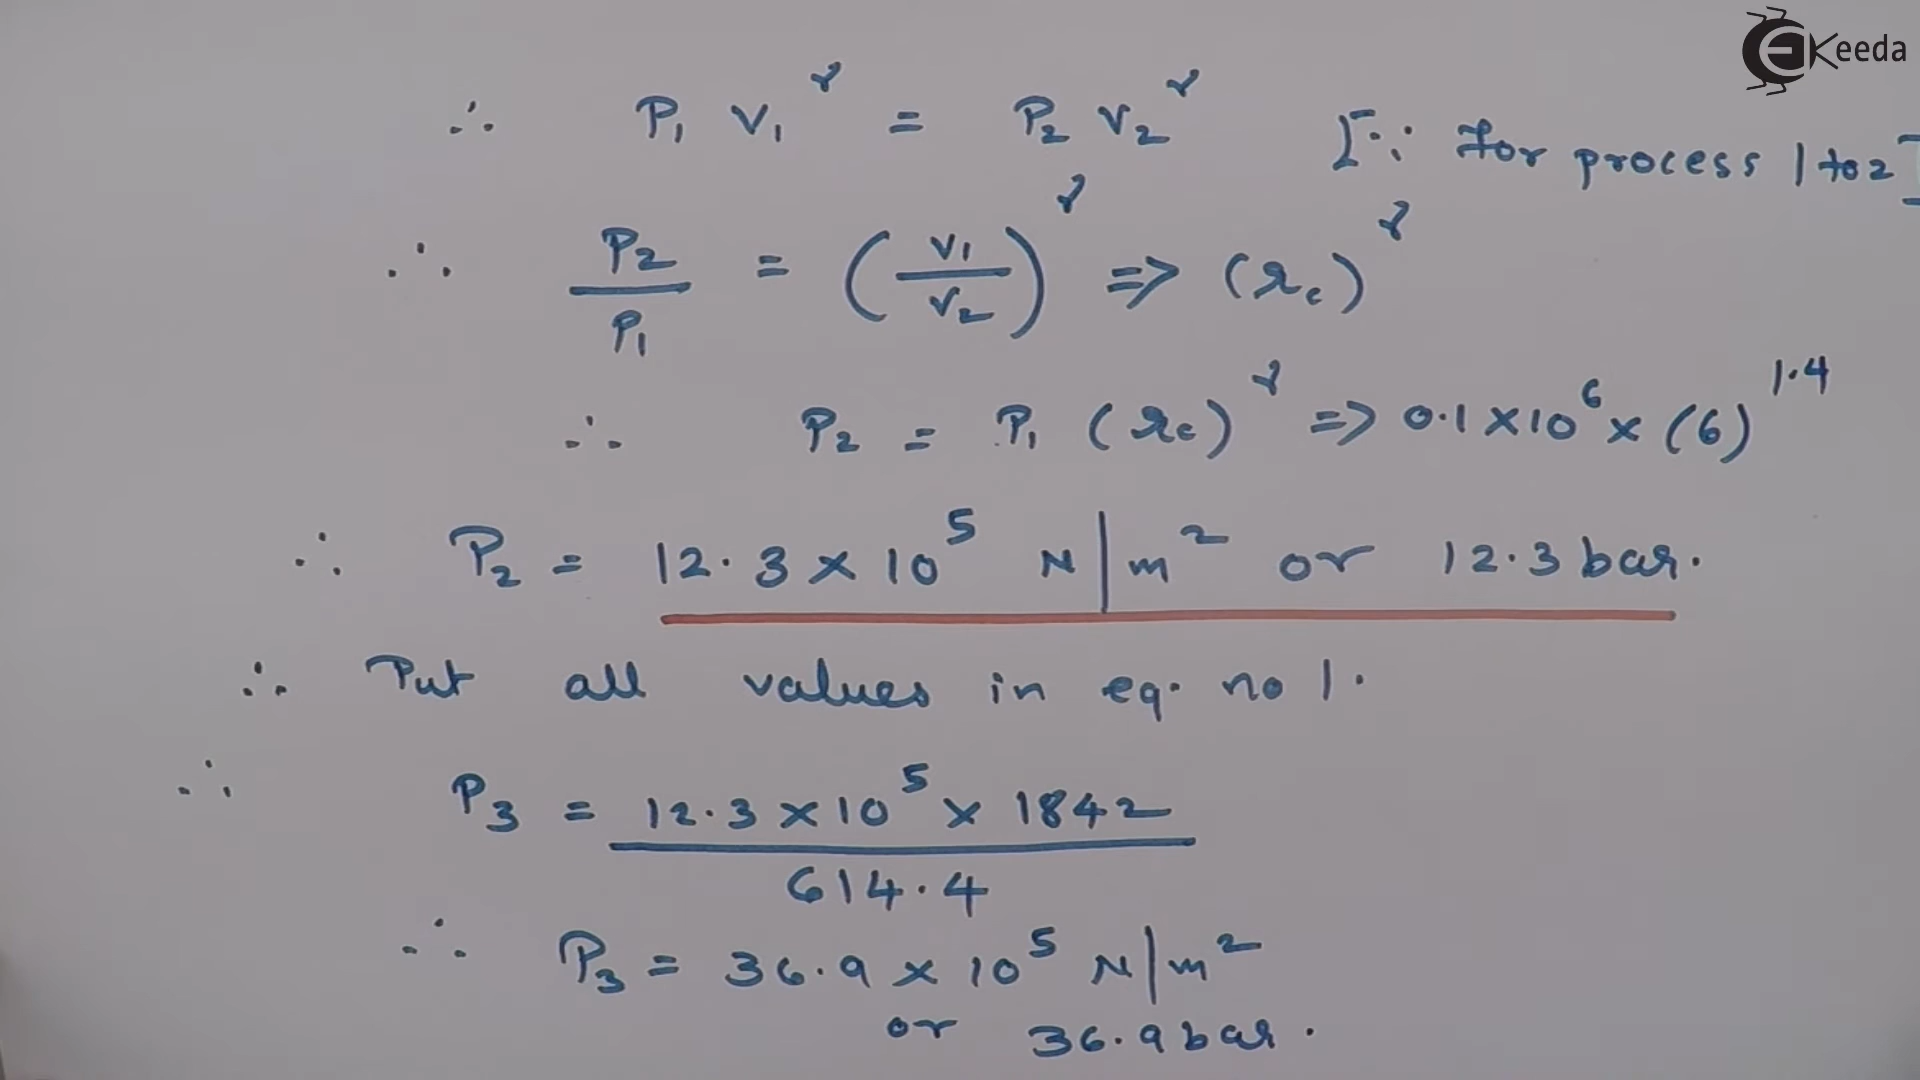 Keeda
∴ P₁ V₁^γ = P₂ V₂^γ [∵ for process 1 to 2]
∴ P₂/P₁ = (V₁/V₂)^γ => (r_c)^γ
∴ P₂ = P₁ (r_c)^γ => 0.1 × 10⁶ × (6)^1.4
∴ P₂ = 12.3 × 10⁵ N/m² or 12.3 bar.
∴ Put all values in eq. no 1.
∴ P₃ = 12.3 × 10⁵ × 1842 / 614.4
∴ P₃ = 36.9 × 10⁵ N/m²
or 36.9 bar.